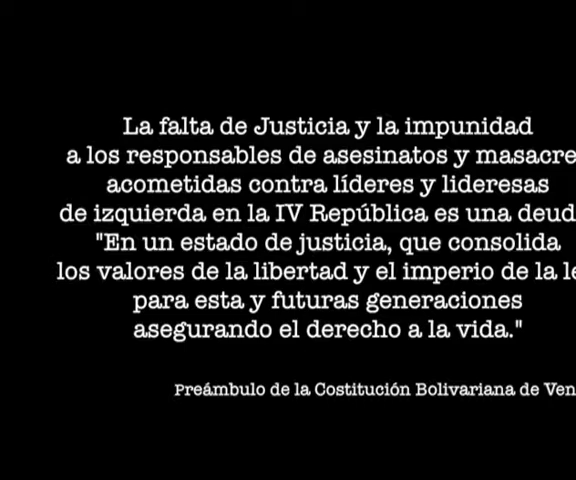 La falta de Justicia y la impunidad
a los responsables de asesinatos y masacre
acometidas contra líderes y lideresas
de izquierda en la IV República es una deud
"En un estado de justicia, que consolida
los valores de la libertad y el imperio de la le
para esta y futuras generaciones
asegurando el derecho a la vida."
Preámbulo de la Costitución Bolivariana de Ven